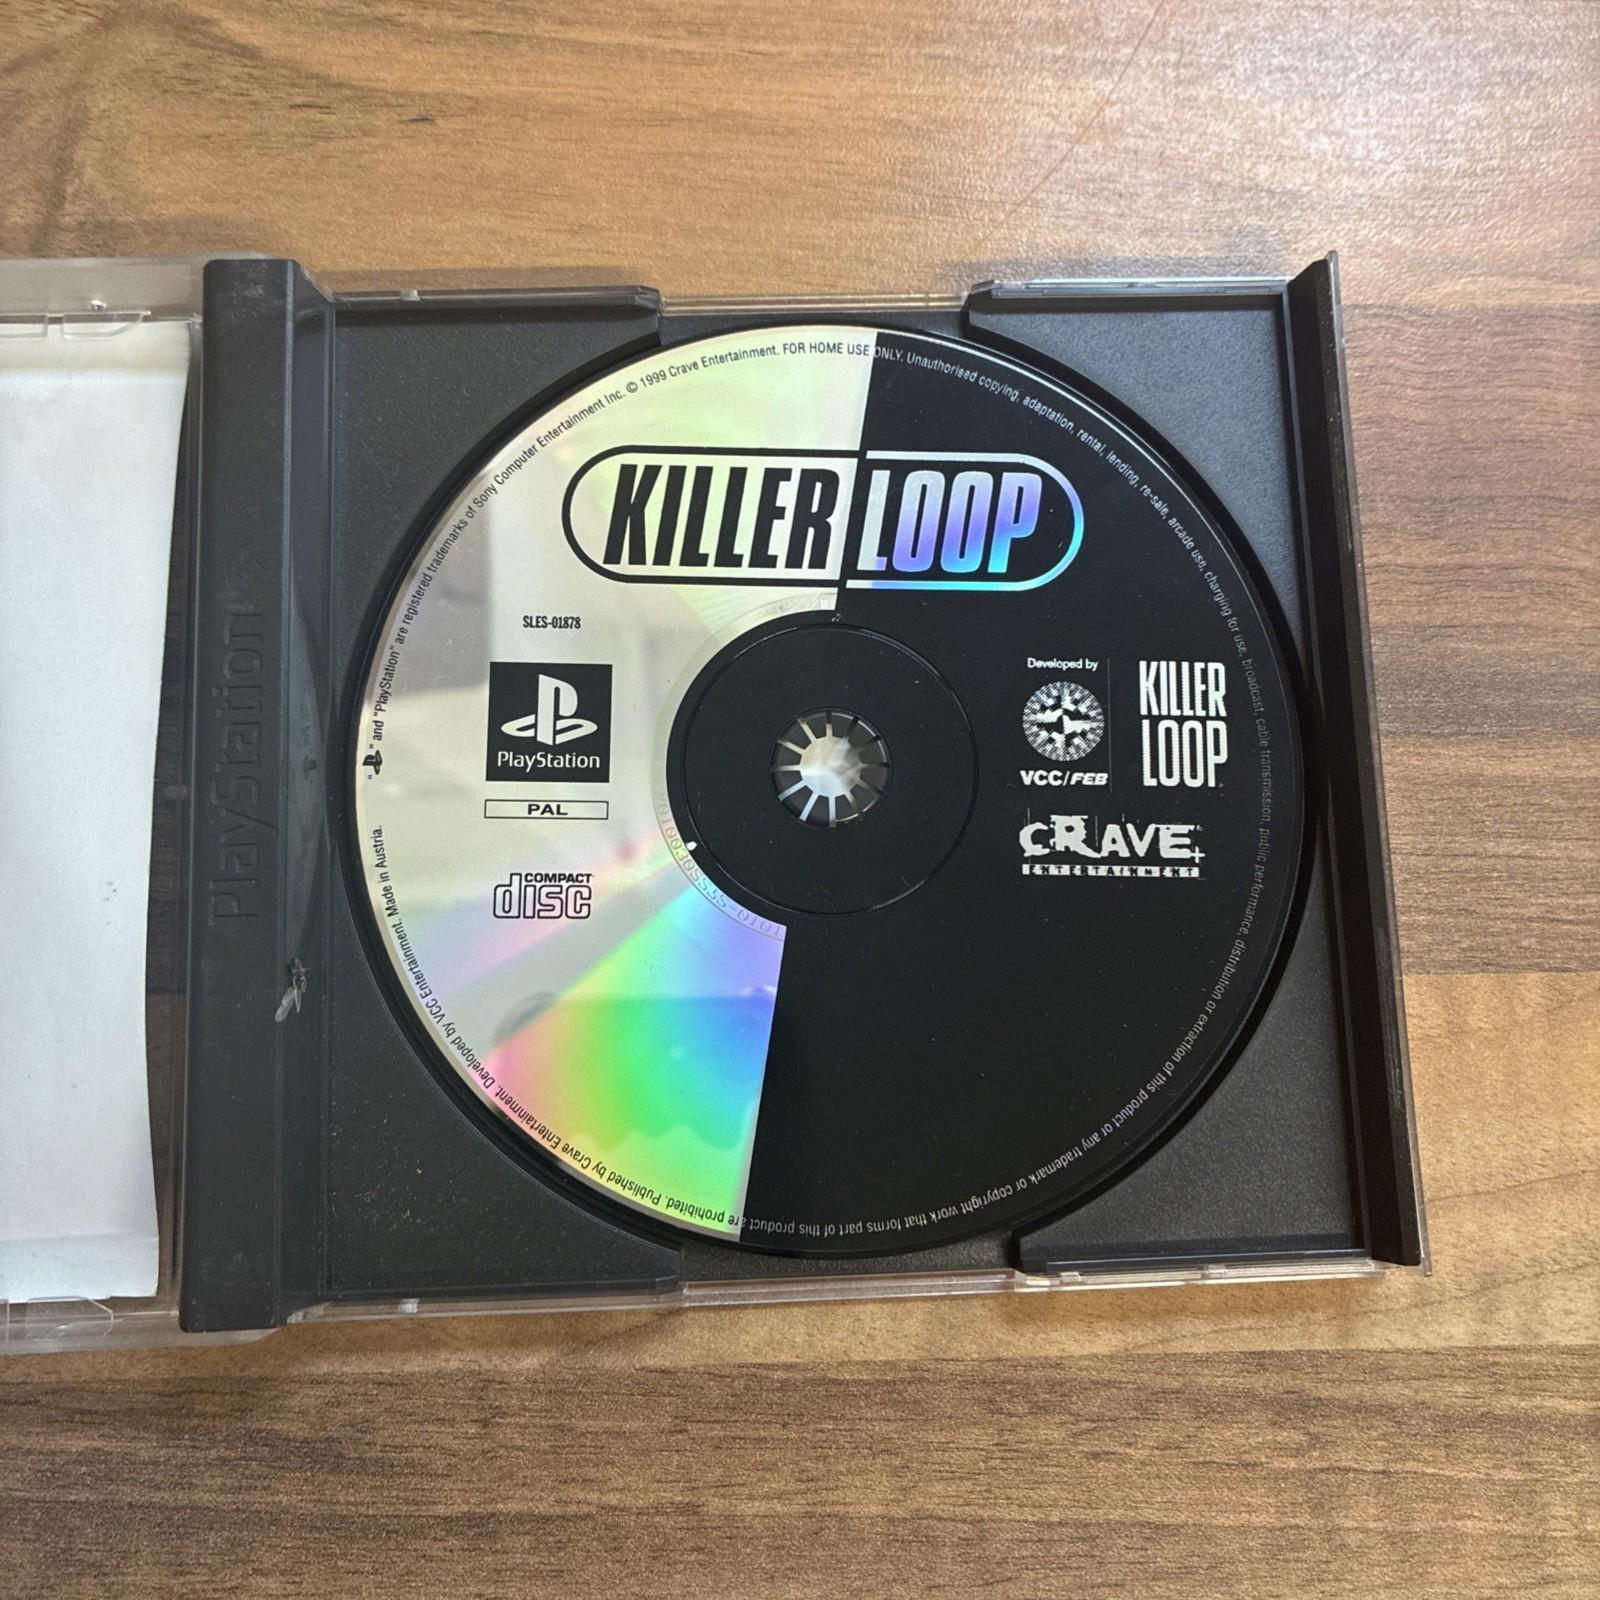 KILLER LOOP
SLES-01878
PlayStation
PAL
COMPACT
disc
Developed by
VCC/FEB
KILLER
LOOP
CRAVE
ENTERTAINMENT
PlayStation
" " and "PlayStation" are registered trademarks of Sony Computer Entertainment Inc. © 1999 Crave Entertainment. FOR HOME USE ONLY. Unauthorised copying, adaptation, rental, lending, re-sale, arcade use, charging for use, broadcast, cable transmission, public performance, distribution or extraction of this product or any trademark or copyright work that forms part of this product are prohibited. Published by Crave Entertainment. Developed by VCC Entertainment. Made in Austria.